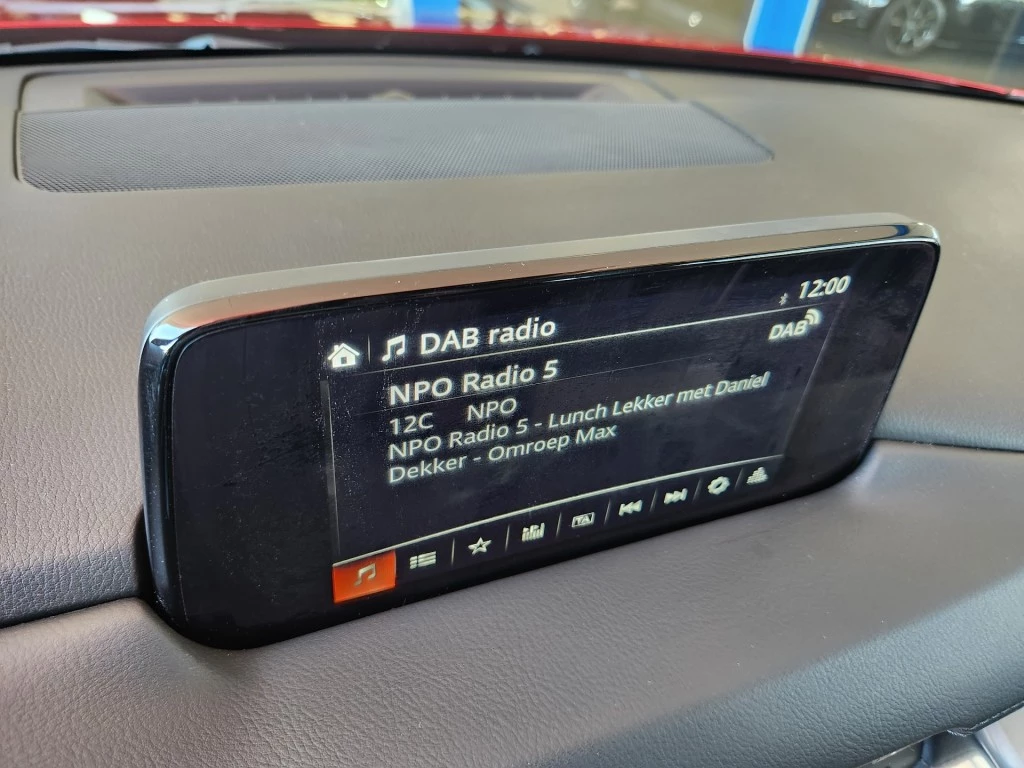 12:00
DAB radio
DAB
NPO Radio 5
12C NPO
NPO Radio 5 - Lunch Lekker met Daniel
Dekker - Omroep Max
TA